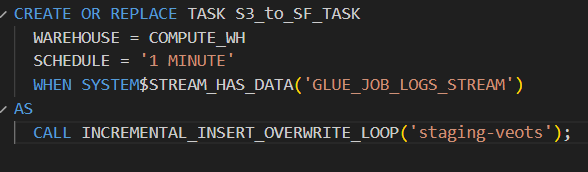 CREATE OR REPLACE TASK S3_to_SF_TASK
WAREHOUSE = COMPUTE_WH
SCHEDULE = '1 MINUTE'
WHEN SYSTEM$STREAM_HAS_DATA('GLUE_JOB_LOGS_STREAM')
AS
CALL INCREMENTAL_INSERT_OVERWRITE_LOOP('staging-veots');